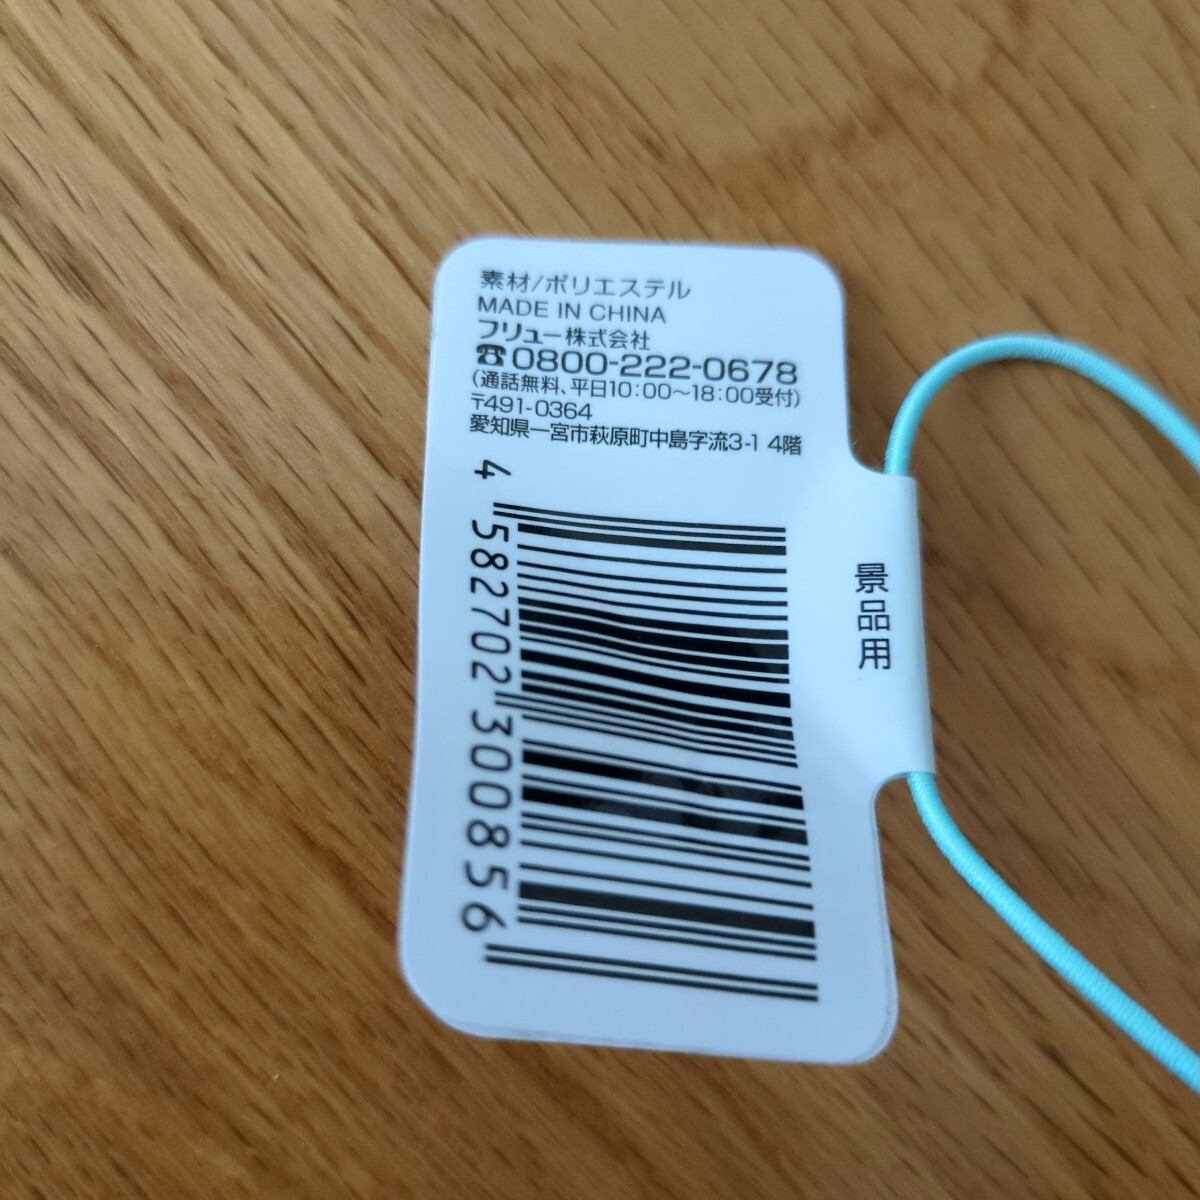 素材/ポリエステル
MADE IN CHINA
フリュー株式会社
☎0800-222-0678
(通話無料、平日10:00～18:00受付)
〒491-0364
愛知県一宮市萩原町中島字流3-1 4階
4 582702 300856
景品用